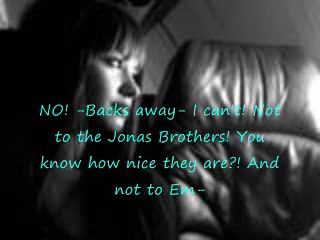 NO! -Backs away- I can't! Not
to the Jonas Brothers! You
know how nice they are?! And
not to Em-